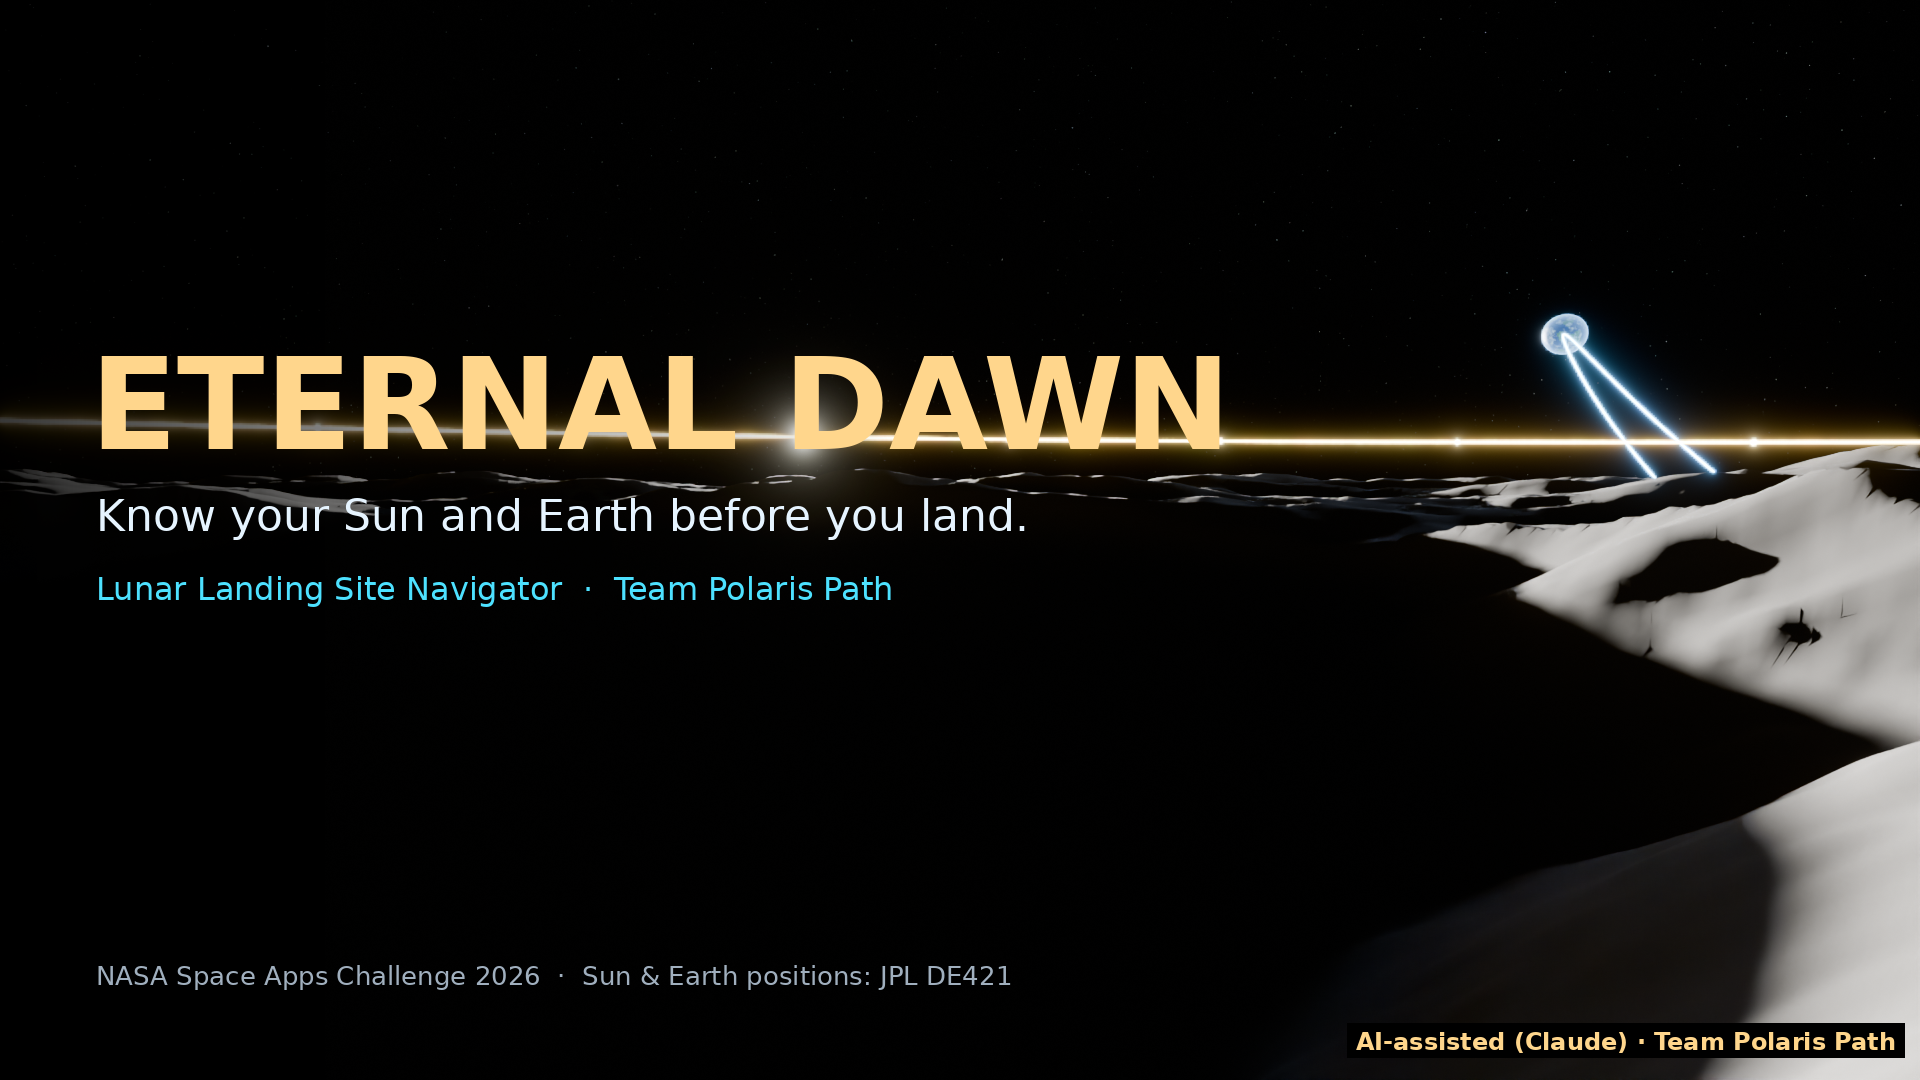 ETERNAL DAWN
Know your Sun and Earth before you land.
Lunar Landing Site Navigator · Team Polaris Path
NASA Space Apps Challenge 2026 · Sun & Earth positions: JPL DE421
AI-assisted (Claude) · Team Polaris Path